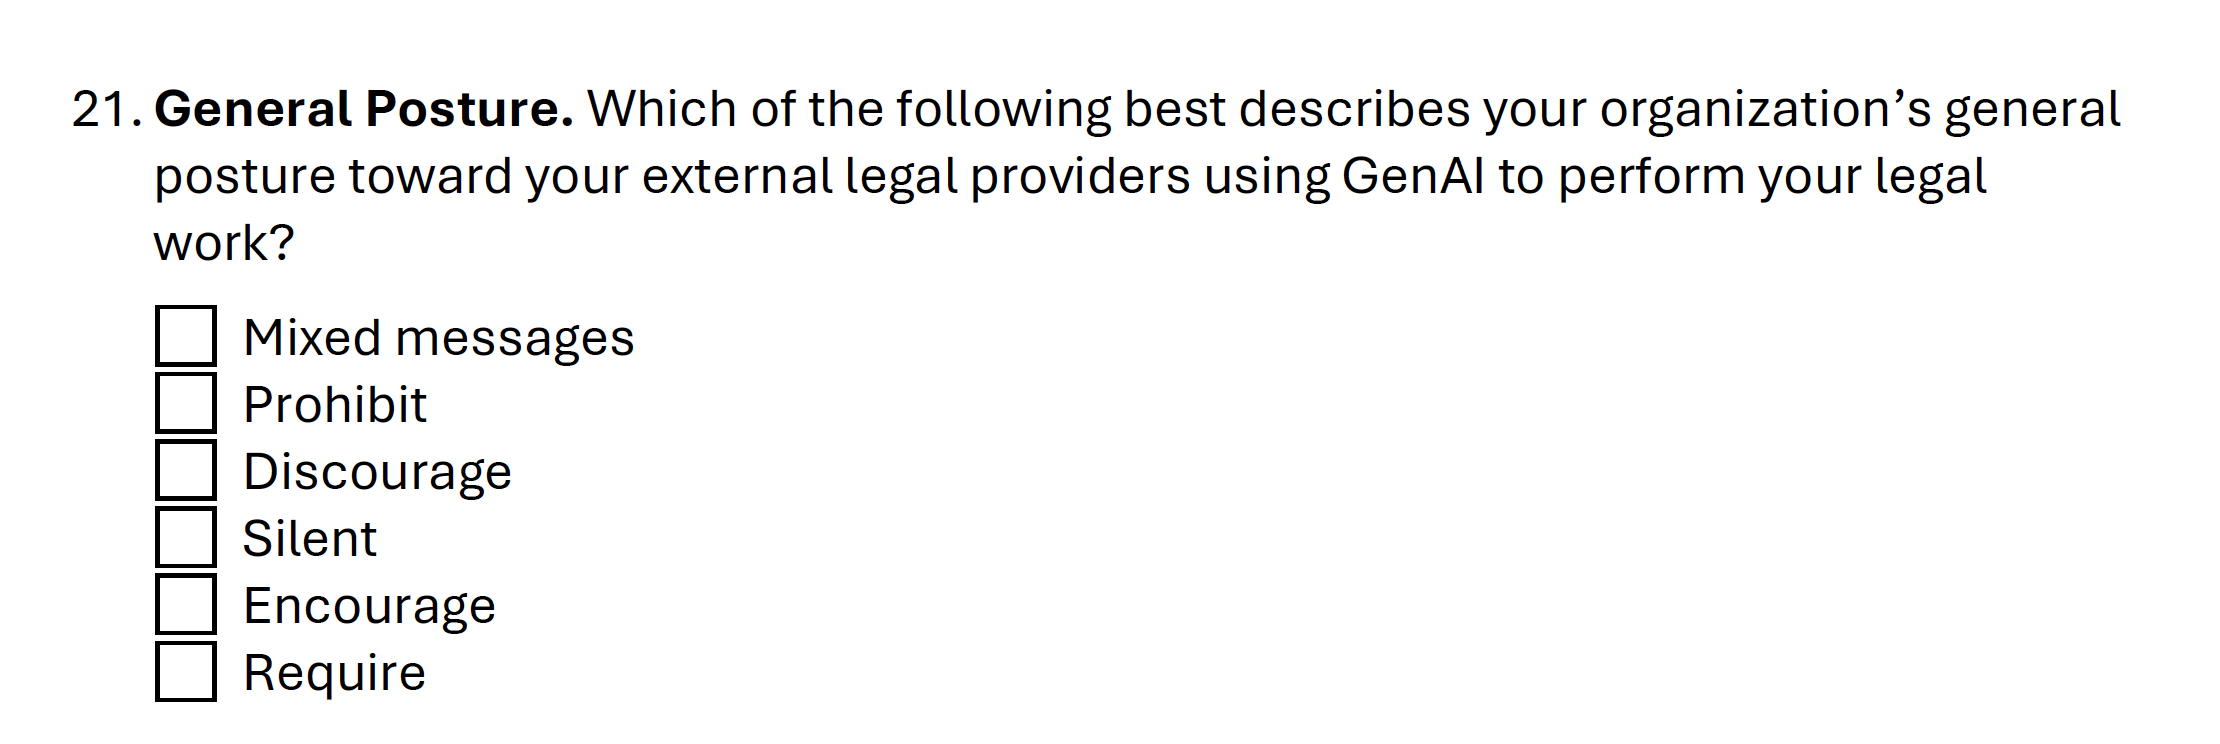 21. General Posture. Which of the following best describes your organization’s general
posture toward your external legal providers using GenAI to perform your legal
work?
Mixed messages
Prohibit
Discourage
Silent
Encourage
Require